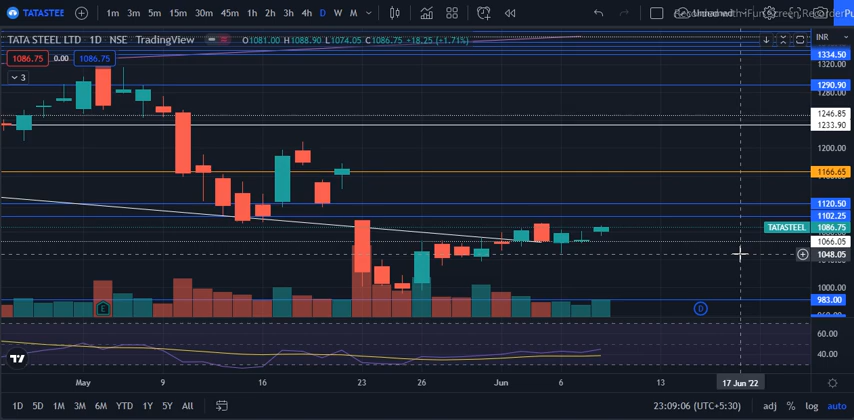 TATASTEE 1m 3m 5m 15m 30m 45m 1h 2h 3h 4h D W M
TATA STEEL LTD 1D NSE TradingView O1081.00 H1088.90 L1074.05 C1086.75 +18.25 (+1.71%) INR
1086.75 0.00 1086.75
3
1334.50
1320.00
1290.90
1280.00
1246.85
1233.90
1200.00
1166.65
1120.50
1102.25
TATASTEEL 1086.75
1066.05
1048.05
1000.00
983.00
E D
60.00
40.00
May 9 16 23 26 Jun 6 13 17 Jun '22
1D 5D 1M 3M 6M YTD 1Y 5Y All 23:09:06 (UTC+5:30) adj % log auto